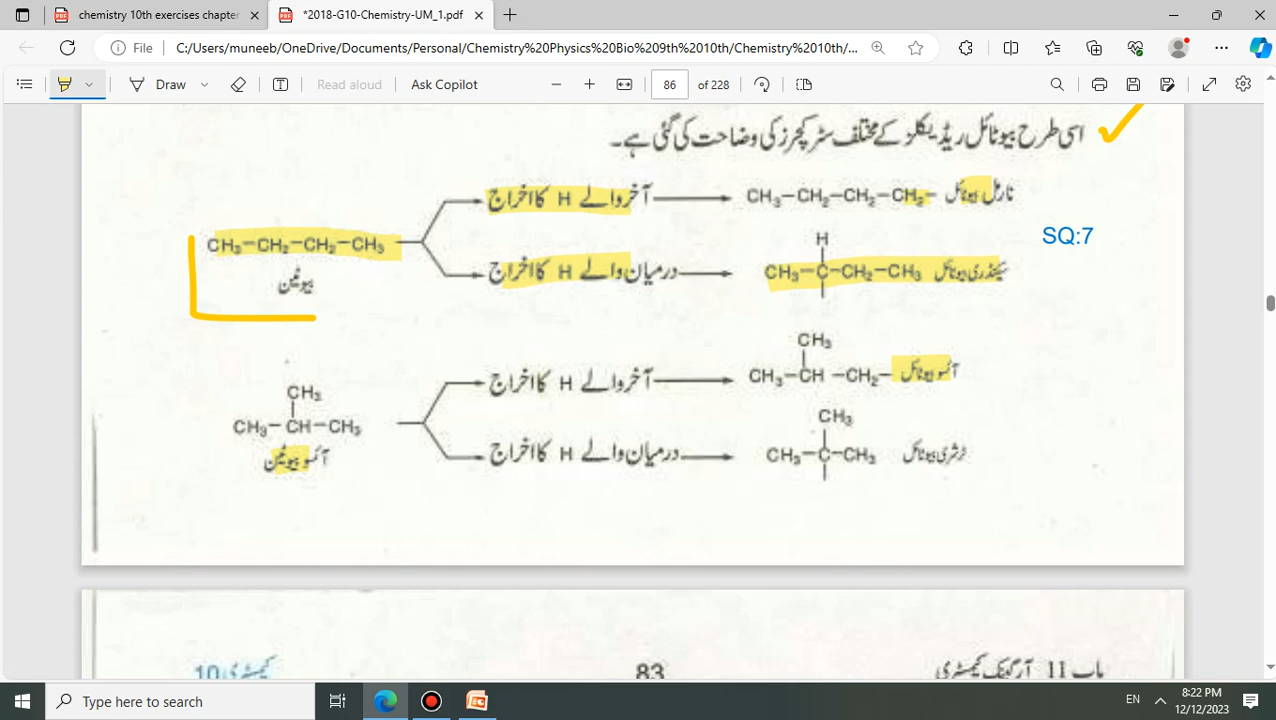 chemistry 10th exercises chapter
*2018-G10-Chemistry-UM_1.pdf
File
C:/Users/muneeb/OneDrive/Documents/Personal/Chemistry%20Physics%20Bio%209th%2010th/Chemistry%2010th/...
Draw
Read aloud
Ask Copilot
86 of 228
اسی طرح بیوٹائل ریڈیکلز کے مختلف سٹرکچرز کی وضاحت کی گئی ہے۔
آخر والے H کا اخراج
CH₃–CH₂–CH₂–CH₂– نارمل بیوٹائل
SQ:7
CH₃–CH₂–CH₂–CH₃
بیوٹین
H
درمیان والے H کا اخراج
CH₃–C–CH₂–CH₃ سیکنڈری بیوٹائل
CH₃
آخر والے H کا اخراج
CH₃–CH–CH₂– آئسو بیوٹائل
CH₃
CH₃–CH–CH₃
آئسو بیوٹین
CH₃
درمیان والے H کا اخراج
CH₃–C–CH₃ ٹرشری بیوٹائل
باب 11 آرگینک کیمسٹری
83
کیمسٹری 10
Type here to search
EN
8:22 PM
12/12/2023